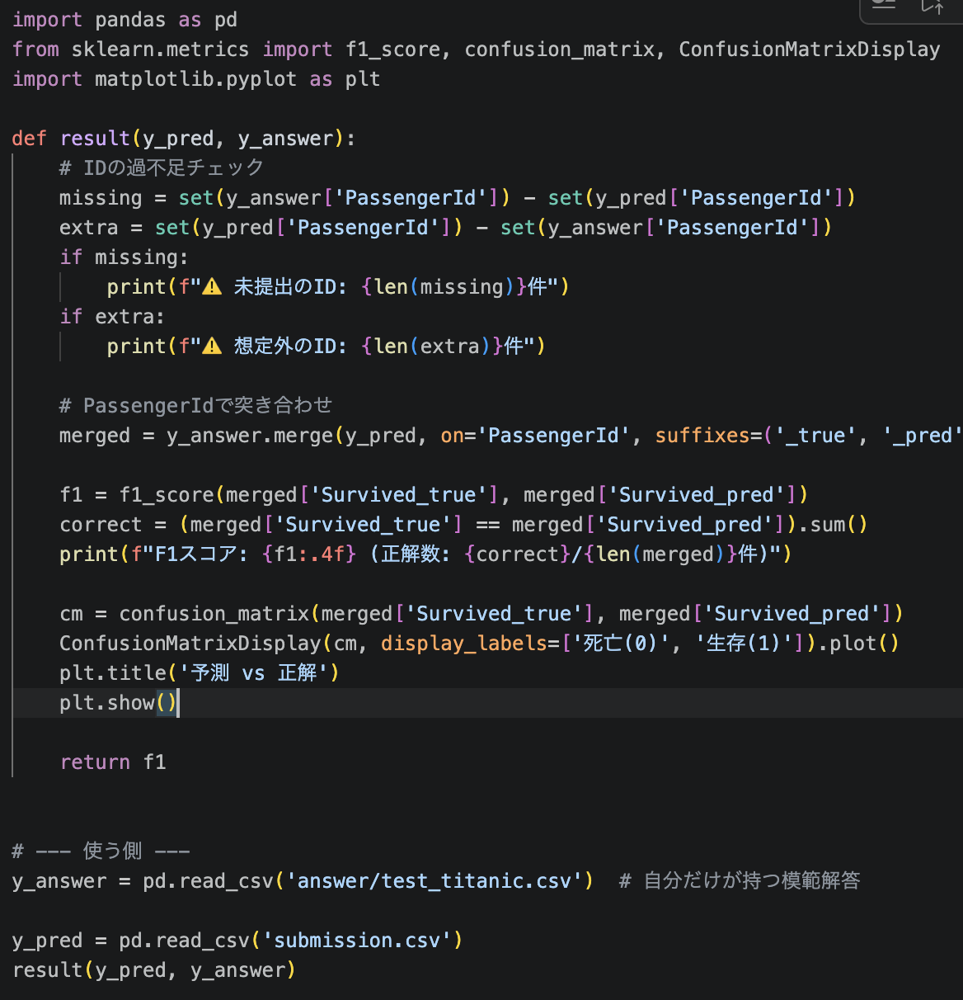 import pandas as pd
from sklearn.metrics import f1_score, confusion_matrix, ConfusionMatrixDisplay
import matplotlib.pyplot as plt
def result(y_pred, y_answer):
# IDの過不足チェック
missing = set(y_answer['PassengerId']) - set(y_pred['PassengerId'])
extra = set(y_pred['PassengerId']) - set(y_answer['PassengerId'])
if missing:
print(f"⚠️ 未提出のID: {len(missing)}件")
if extra:
print(f"⚠️ 想定外のID: {len(extra)}件")
# PassengerIdで突き合わせ
merged = y_answer.merge(y_pred, on='PassengerId', suffixes=('_true', '_pred'
f1 = f1_score(merged['Survived_true'], merged['Survived_pred'])
correct = (merged['Survived_true'] == merged['Survived_pred']).sum()
print(f"F1スコア: {f1:.4f} (正解数: {correct}/{len(merged)}件)")
cm = confusion_matrix(merged['Survived_true'], merged['Survived_pred'])
ConfusionMatrixDisplay(cm, display_labels=['死亡(0)', '生存(1)']).plot()
plt.title('予測 vs 正解')
plt.show()
return f1
# --- 使う側 ---
y_answer = pd.read_csv('answer/test_titanic.csv')  # 自分だけが持つ模範解答
y_pred = pd.read_csv('submission.csv')
result(y_pred, y_answer)